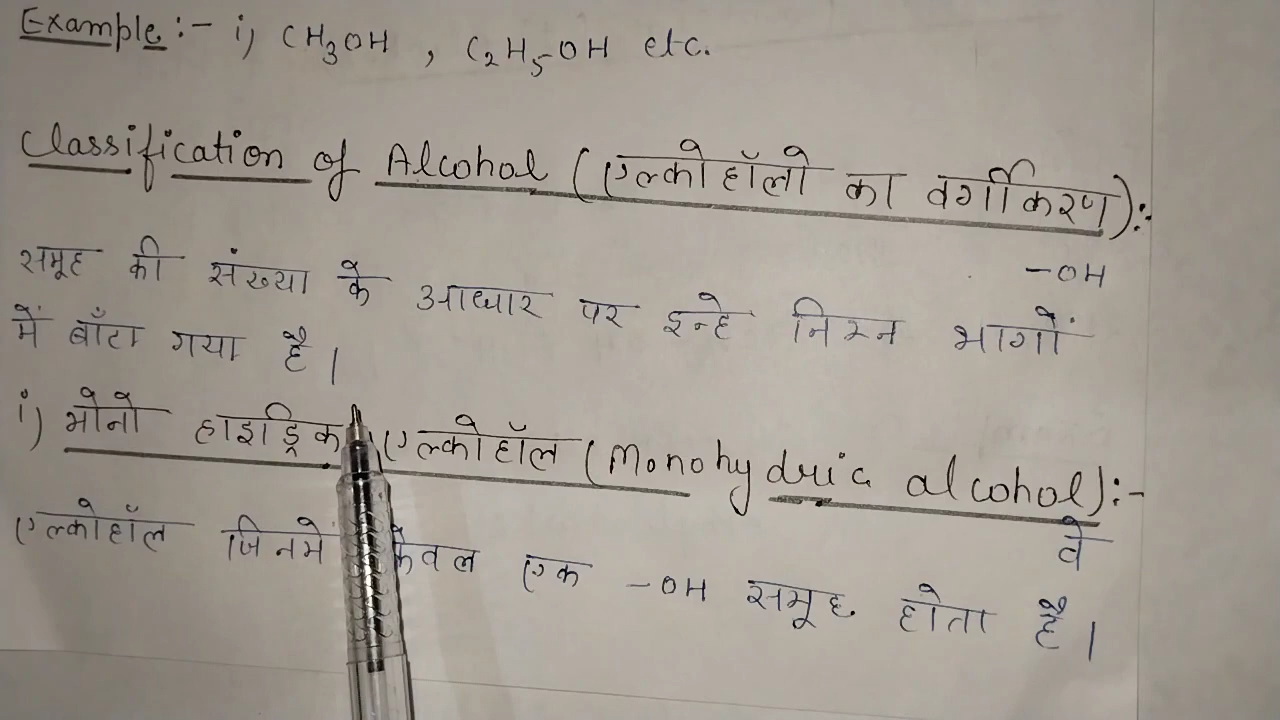 Example :- i) CH3OH , C2H5-OH etc.
Classification of Alcohol (एल्कोहॉलो का वर्गीकरण):-
-OH
समूह की संख्या के आधार पर इन्हे निम्न भागों
में बाँटा गया है।
i) मोनो हाइड्रिक एल्कोहॉल (Monohydric alcohol):-
वे
एल्कोहॉल जिनमें केवल एक -OH समूह होता है।